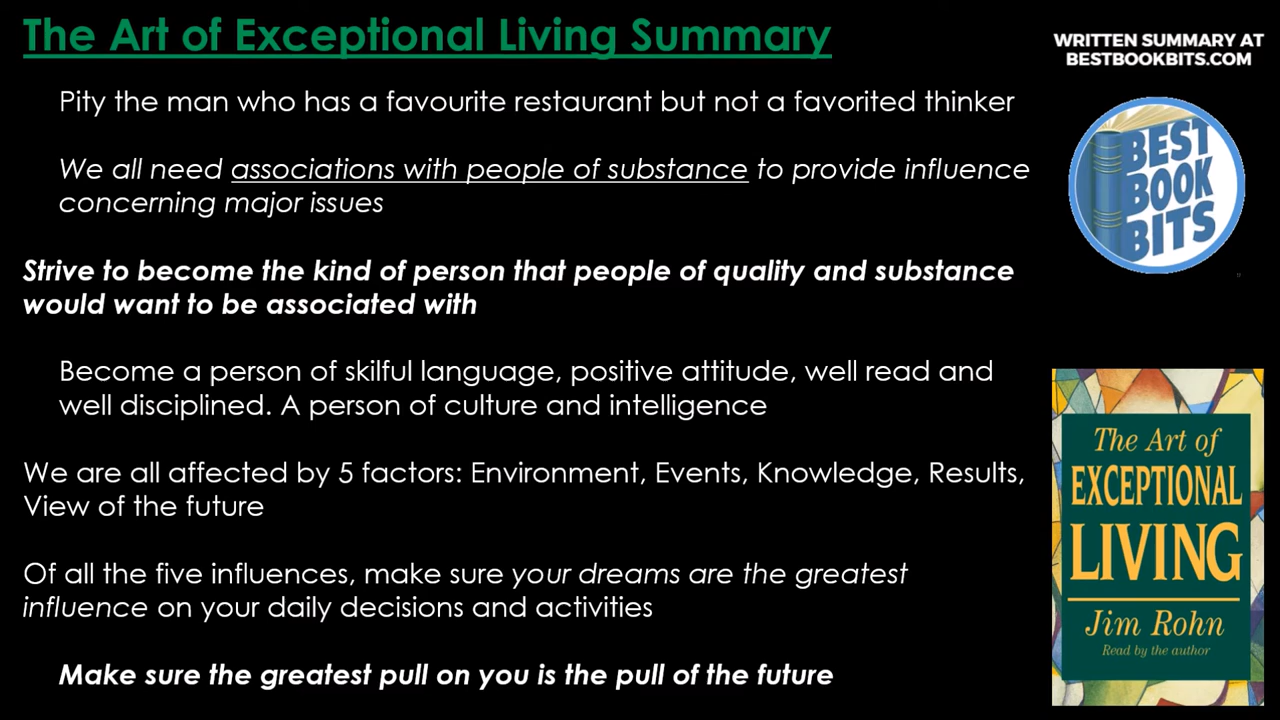 The Art of Exceptional Living Summary
Pity the man who has a favourite restaurant but not a favorited thinker
We all need associations with people of substance to provide influence
concerning major issues
Strive to become the kind of person that people of quality and substance
would want to be associated with
Become a person of skilful language, positive attitude, well read and
well disciplined. A person of culture and intelligence
We are all affected by 5 factors: Environment, Events, Knowledge, Results,
View of the future
Of all the five influences, make sure your dreams are the greatest
influence on your daily decisions and activities
Make sure the greatest pull on you is the pull of the future
WRITTEN SUMMARY AT
BESTBOOKBITS.COM
BEST
BOOK
BITS
The Art of
EXCEPTIONAL
LIVING
Jim Rohn
Read by the author